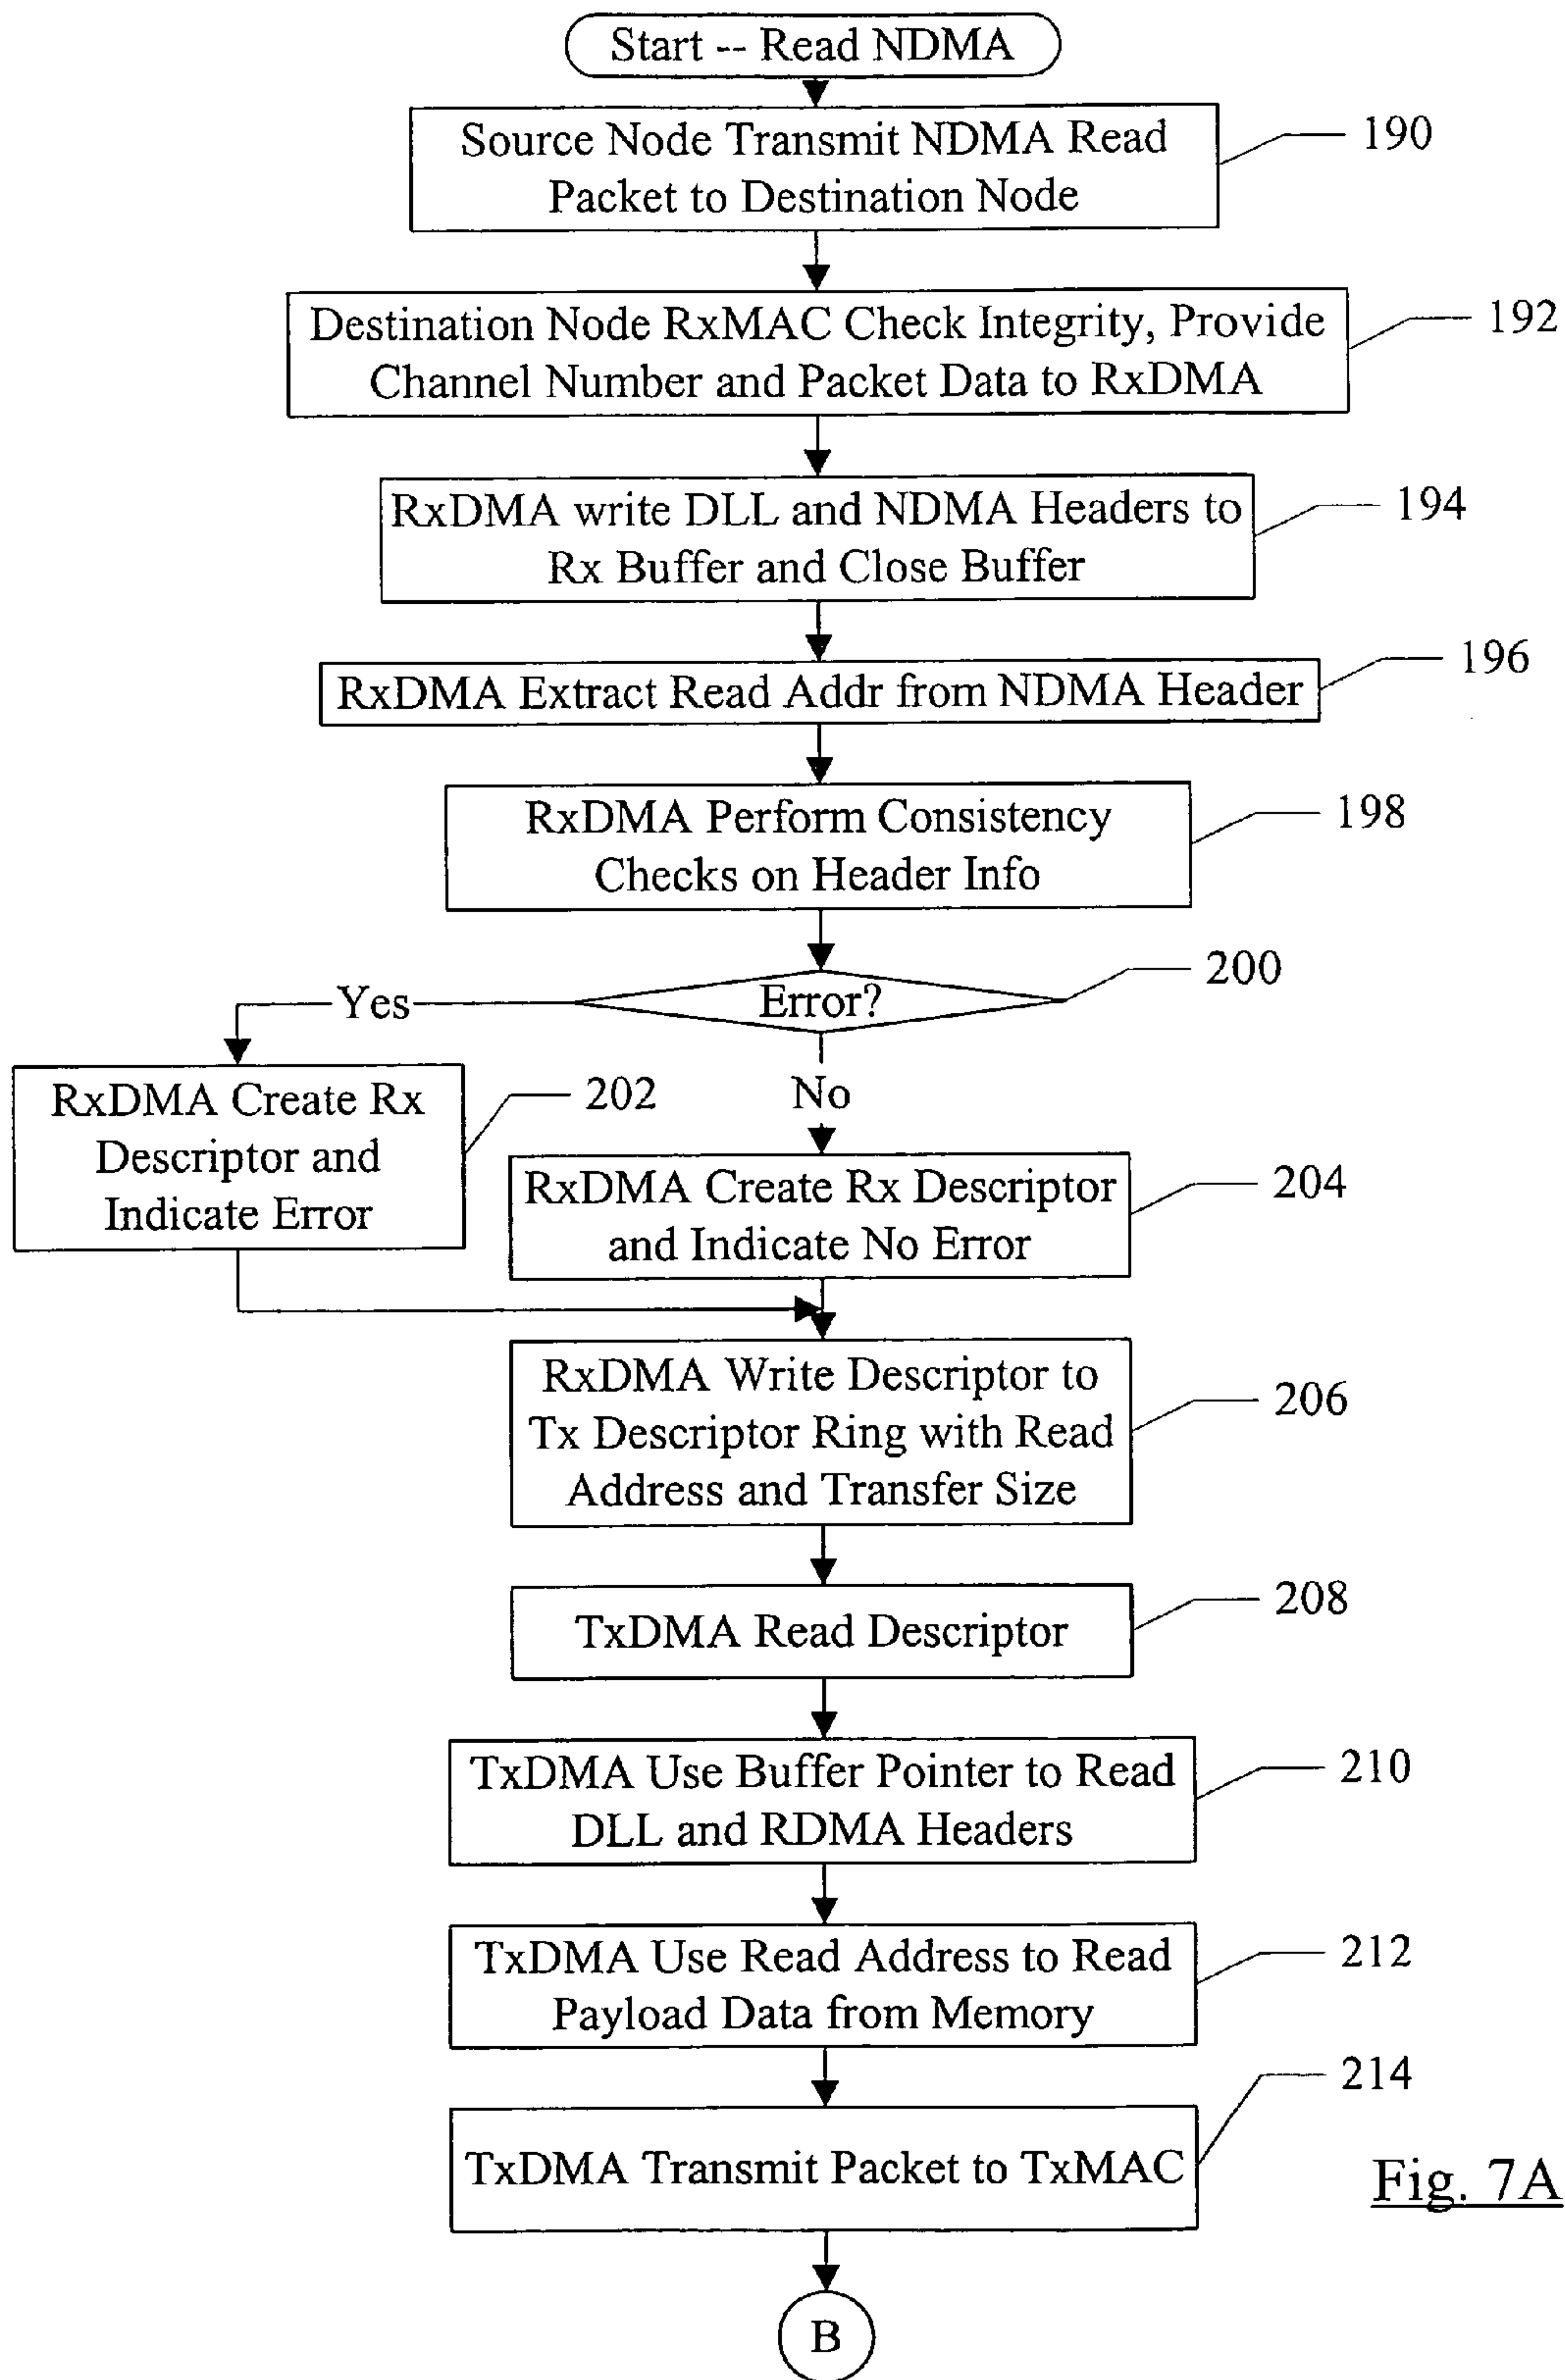 Start -- Read NDMA
Source Node Transmit NDMA Read
Packet to Destination Node
190
Destination Node RxMAC Check Integrity, Provide
Channel Number and Packet Data to RxDMA
192
RxDMA write DLL and NDMA Headers to
Rx Buffer and Close Buffer
194
RxDMA Extract Read Addr from NDMA Header
196
RxDMA Perform Consistency
Checks on Header Info
198
Error?
200
Yes
No
RxDMA Create Rx
Descriptor and
Indicate Error
202
RxDMA Create Rx Descriptor
and Indicate No Error
204
RxDMA Write Descriptor to
Tx Descriptor Ring with Read
Address and Transfer Size
206
TxDMA Read Descriptor
208
TxDMA Use Buffer Pointer to Read
DLL and RDMA Headers
210
TxDMA Use Read Address to Read
Payload Data from Memory
212
TxDMA Transmit Packet to TxMAC
214
Fig. 7A
B